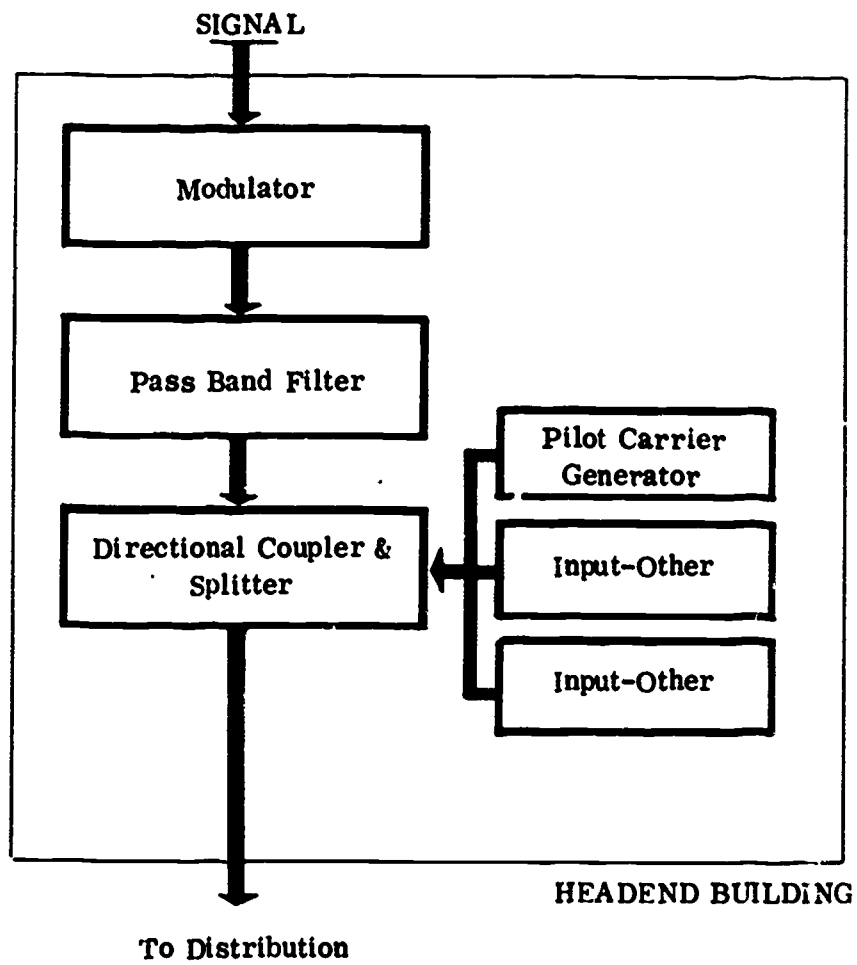 SIGNAL
Modulator
Pass Band Filter
Directional Coupler &
Splitter
Pilot Carrier
Generator
Input-Other
Input-Other
HEADEND BUILDING
To Distribution